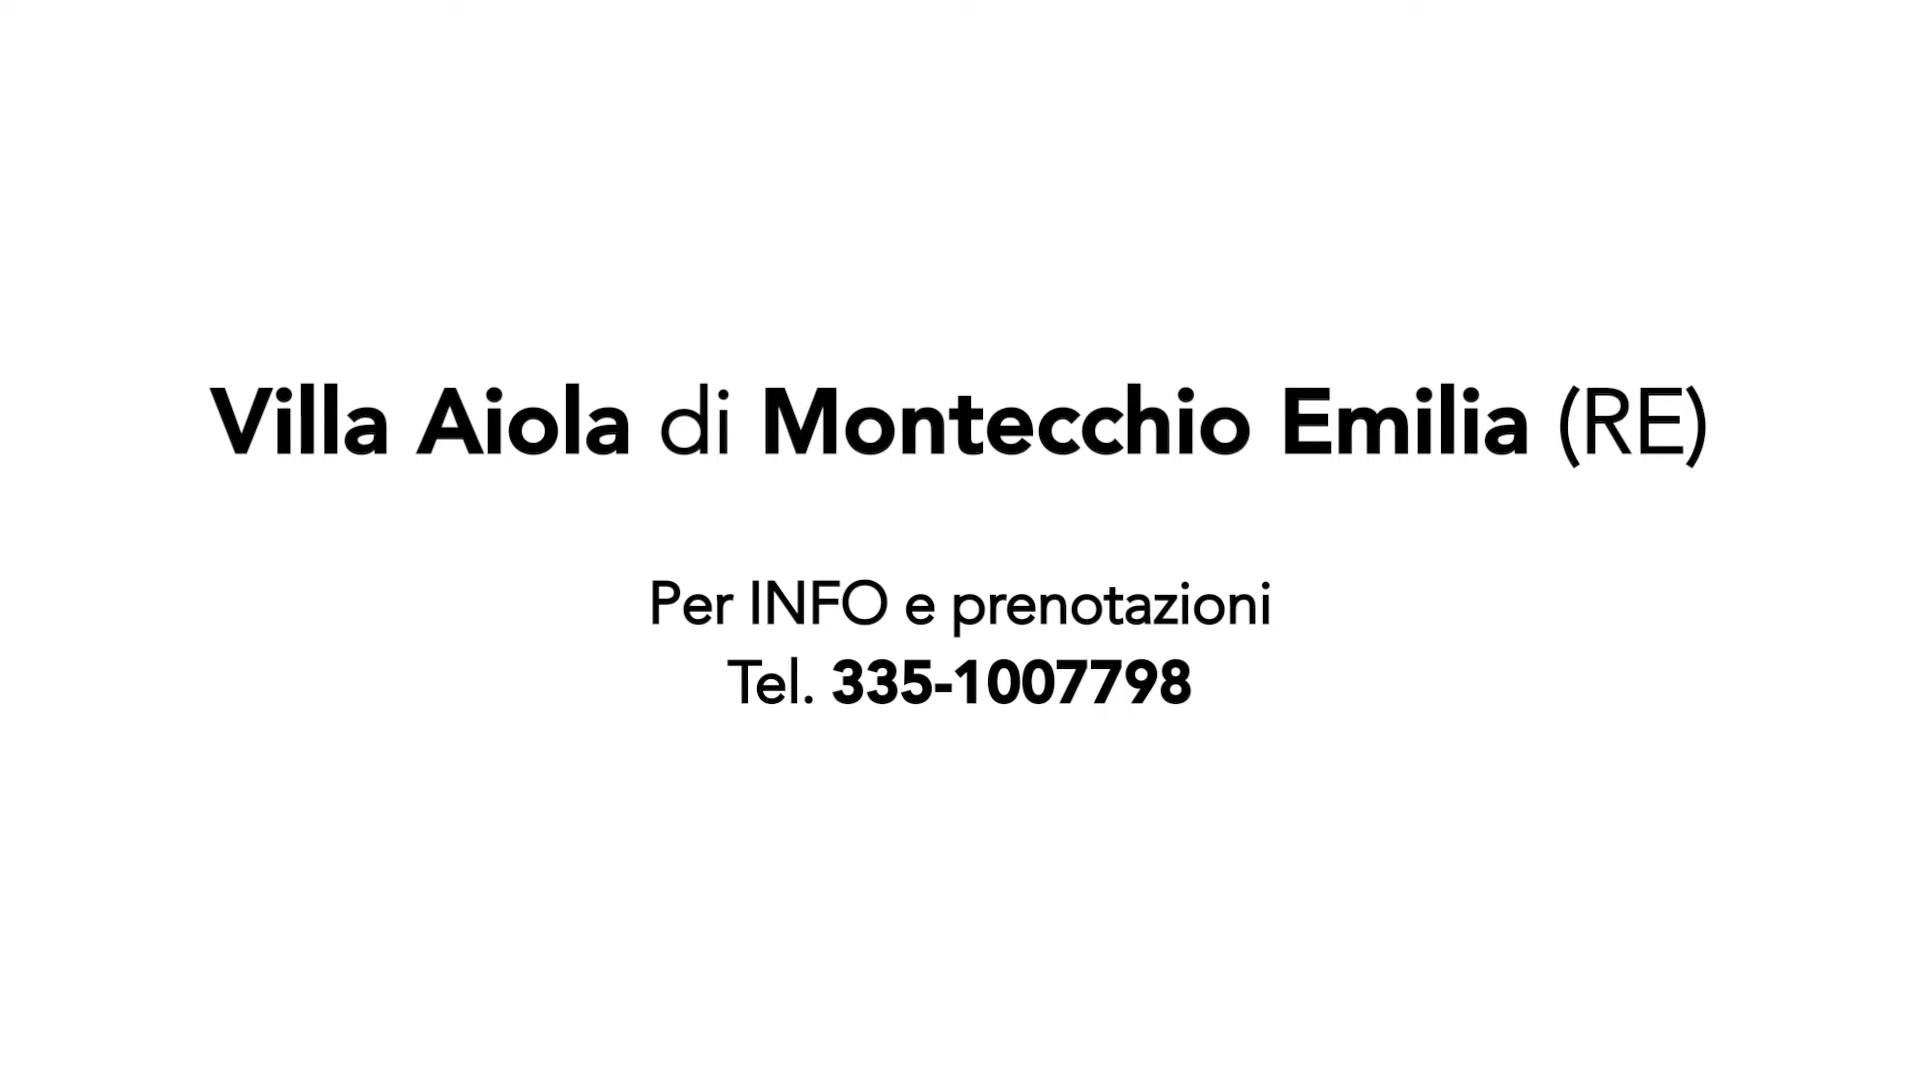 Villa Aiola di Montecchio Emilia (RE)
Per INFO e prenotazioni
Tel. 335-1007798